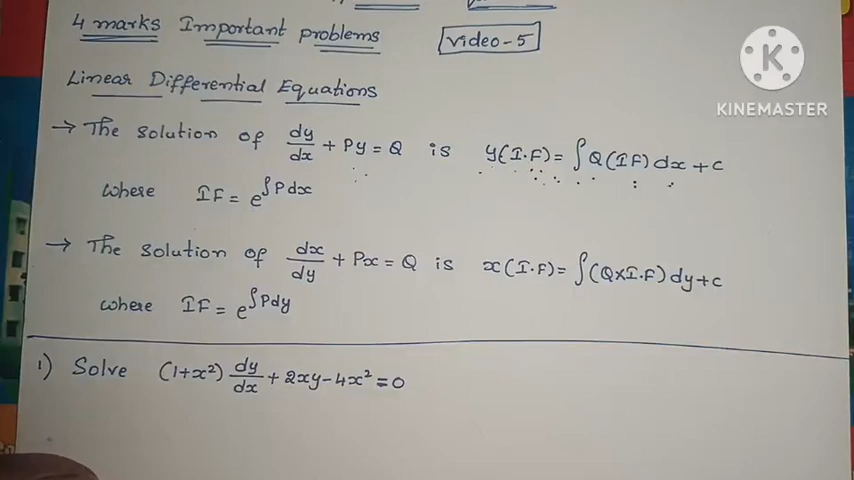 4 marks Important problems
video-5
KINEMASTER
Linear Differential Equations
→ The solution of dy/dx + Py = Q is y(I.F) = ∫Q(IF)dx + c
where IF = e^∫Pdx
→ The solution of dx/dy + Px = Q is x(I.F) = ∫(Q×I.F)dy + c
where IF = e^∫Pdy
1) Solve (1+x²) dy/dx + 2xy - 4x² = 0